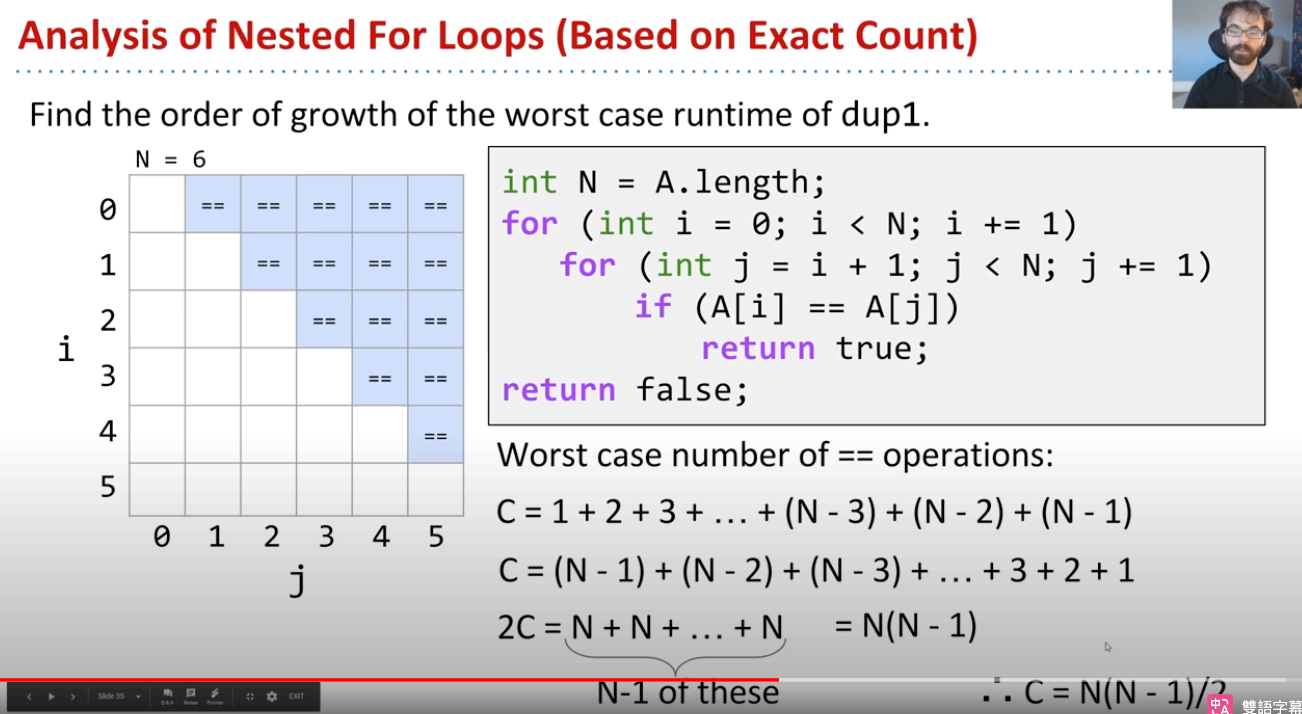 Analysis of Nested For Loops (Based on Exact Count)
Find the order of growth of the worst case runtime of dup1.
N = 6
0 == == == == ==
1 == == == ==
2 == == ==
3 == ==
4 ==
5
i
0 1 2 3 4 5
j
int N = A.length;
for (int i = 0; i < N; i += 1)
for (int j = i + 1; j < N; j += 1)
if (A[i] == A[j])
return true;
return false;
Worst case number of == operations:
C = 1 + 2 + 3 + … + (N - 3) + (N - 2) + (N - 1)
C = (N - 1) + (N - 2) + (N - 3) + … + 3 + 2 + 1
2C = N + N + … + N = N(N - 1)
N-1 of these
∴ C = N(N - 1)/2
Slide 35
Q&A Notes Pointer
EXIT
中A 雙語字幕